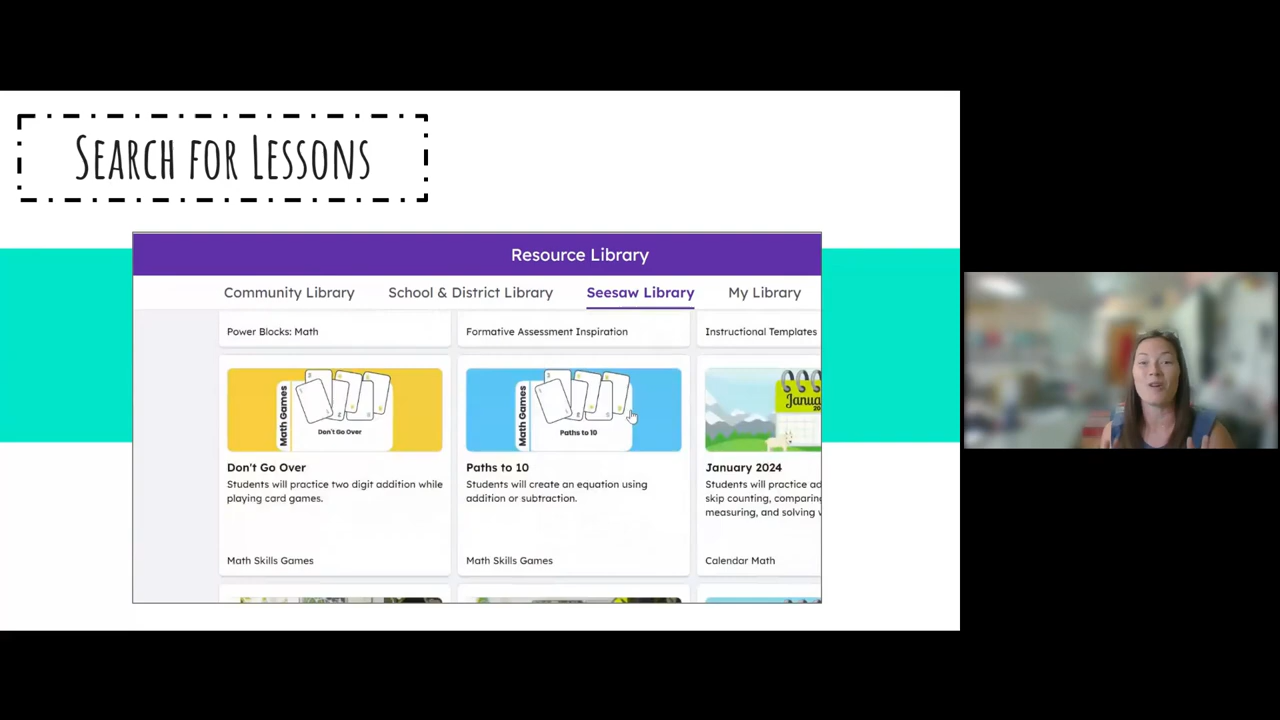 Search for Lessons
Resource Library
Community Library School & District Library Seesaw Library My Library
Power Blocks: Math Formative Assessment Inspiration Instructional Templates
Math Games
Don't Go Over
Math Games
Paths to 10
Janua
20
Don't Go Over
Students will practice two digit addition while
playing card games.
Math Skills Games
Paths to 10
Students will create an equation using
addition or subtraction.
Math Skills Games
January 2024
Students will practice ad
skip counting, comparing
measuring, and solving
Calendar Math